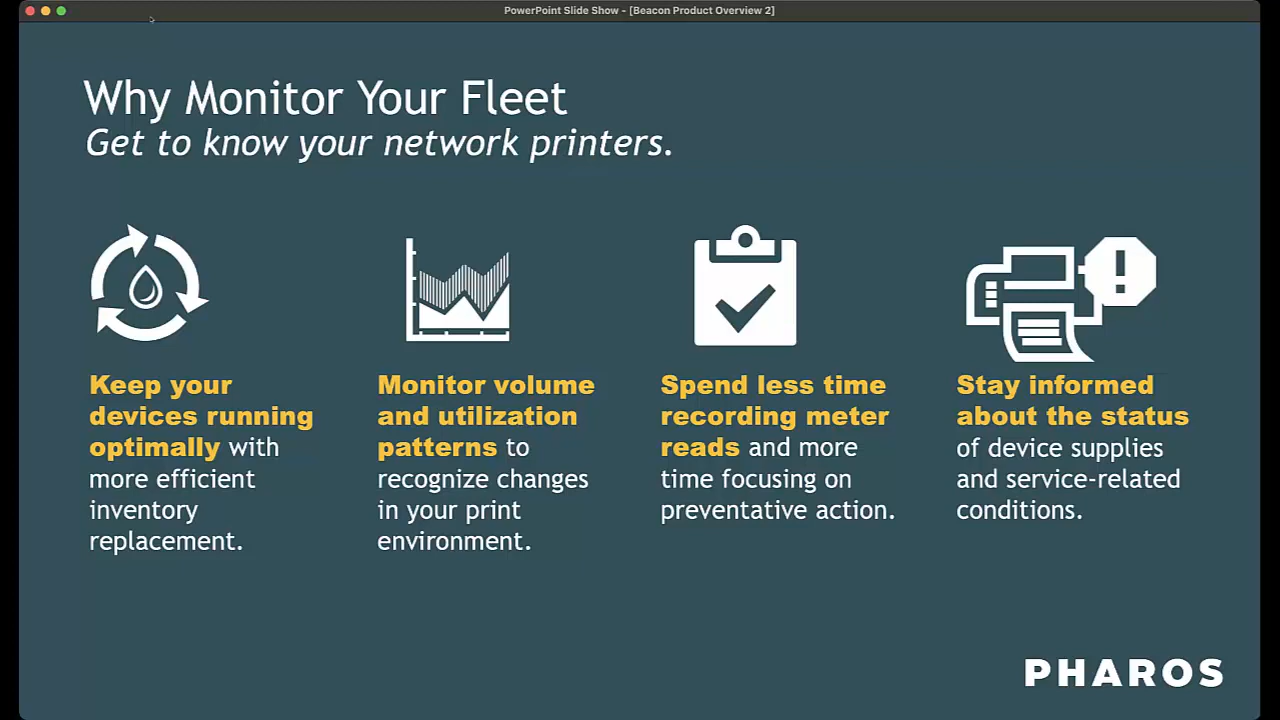 PowerPoint Slide Show - [Beacon Product Overview 2]
Why Monitor Your Fleet
Get to know your network printers.
Keep your
devices running
optimally with
more efficient
inventory
replacement.
Monitor volume
and utilization
patterns to
recognize changes
in your print
environment.
Spend less time
recording meter
reads and more
time focusing on
preventative action.
Stay informed
about the status
of device supplies
and service-related
conditions.
PHAROS